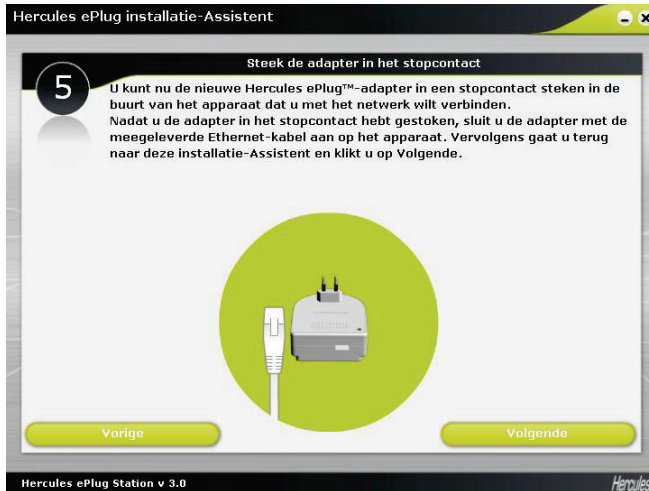 Hercules ePlug installatie-Assistent
Steek de adapter in het stopcontact
5
U kunt nu de nieuwe Hercules ePlug™-adapter in een stopcontact steken in de
buurt van het apparaat dat u met het netwerk wilt verbinden.
Nadat u de adapter in het stopcontact hebt gestoken, sluit u de adapter met de
meegeleverde Ethernet-kabel aan op het apparaat. Vervolgens gaat u terug
naar deze installatie-Assistent en klikt u op Volgende.
Vorige
Volgende
Hercules ePlug Station v 3.0
Hercules